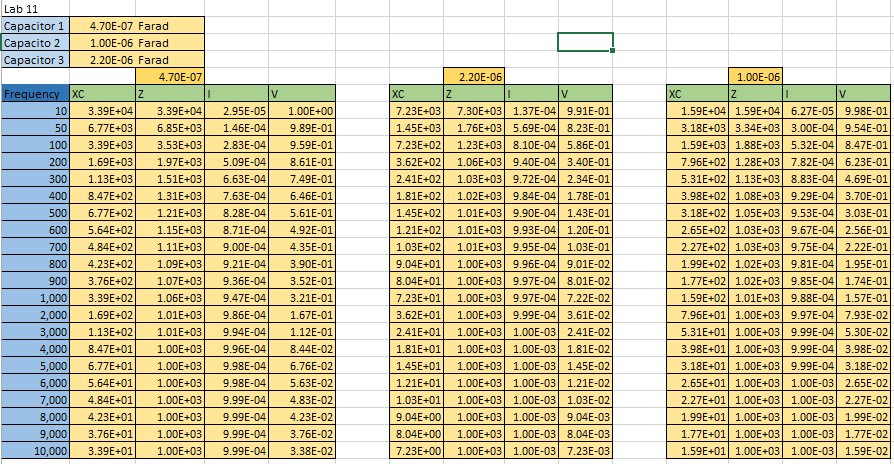 Lab 11
Capacitor 1 4.70E-07 Farad
Capacito 2 1.00E-06 Farad
Capacitor 3 2.20E-06 Farad
4.70E-07 2.20E-06 1.00E-06
Frequency XC Z I V XC Z I V XC Z I V
10 3.39E+04 3.39E+04 2.95E-05 1.00E+00 7.23E+03 7.30E+03 1.37E-04 9.91E-01 1.59E+04 1.59E+04 6.27E-05 9.98E-01
50 6.77E+03 6.85E+03 1.46E-04 9.89E-01 1.45E+03 1.76E+03 5.69E-04 8.23E-01 3.18E+03 3.34E+03 3.00E-04 9.54E-01
100 3.39E+03 3.53E+03 2.83E-04 9.59E-01 7.23E+02 1.23E+03 8.10E-04 5.86E-01 1.59E+03 1.88E+03 5.32E-04 8.47E-01
200 1.69E+03 1.97E+03 5.09E-04 8.61E-01 3.62E+02 1.06E+03 9.40E-04 3.40E-01 7.96E+02 1.28E+03 7.82E-04 6.23E-01
300 1.13E+03 1.51E+03 6.63E-04 7.49E-01 2.41E+02 1.03E+03 9.72E-04 2.34E-01 5.31E+02 1.13E+03 8.83E-04 4.69E-01
400 8.47E+02 1.31E+03 7.63E-04 6.46E-01 1.81E+02 1.02E+03 9.84E-04 1.78E-01 3.98E+02 1.08E+03 9.29E-04 3.70E-01
500 6.77E+02 1.21E+03 8.28E-04 5.61E-01 1.45E+02 1.01E+03 9.90E-04 1.43E-01 3.18E+02 1.05E+03 9.53E-04 3.03E-01
600 5.64E+02 1.15E+03 8.71E-04 4.92E-01 1.21E+02 1.01E+03 9.93E-04 1.20E-01 2.65E+02 1.03E+03 9.67E-04 2.56E-01
700 4.84E+02 1.11E+03 9.00E-04 4.35E-01 1.03E+02 1.01E+03 9.95E-04 1.03E-01 2.27E+02 1.03E+03 9.75E-04 2.22E-01
800 4.23E+02 1.09E+03 9.21E-04 3.90E-01 9.04E+01 1.00E+03 9.96E-04 9.01E-02 1.99E+02 1.02E+03 9.81E-04 1.95E-01
900 3.76E+02 1.07E+03 9.36E-04 3.52E-01 8.04E+01 1.00E+03 9.97E-04 8.01E-02 1.77E+02 1.02E+03 9.85E-04 1.74E-01
1,000 3.39E+02 1.06E+03 9.47E-04 3.21E-01 7.23E+01 1.00E+03 9.97E-04 7.22E-02 1.59E+02 1.01E+03 9.88E-04 1.57E-01
2,000 1.69E+02 1.01E+03 9.86E-04 1.67E-01 3.62E+01 1.00E+03 9.99E-04 3.61E-02 7.96E+01 1.00E+03 9.97E-04 7.93E-02
3,000 1.13E+02 1.01E+03 9.94E-04 1.12E-01 2.41E+01 1.00E+03 1.00E-03 2.41E-02 5.31E+01 1.00E+03 9.99E-04 5.30E-02
4,000 8.47E+01 1.00E+03 9.96E-04 8.44E-02 1.81E+01 1.00E+03 1.00E-03 1.81E-02 3.98E+01 1.00E+03 9.99E-04 3.98E-02
5,000 6.77E+01 1.00E+03 9.98E-04 6.76E-02 1.45E+01 1.00E+03 1.00E-03 1.45E-02 3.18E+01 1.00E+03 9.99E-04 3.18E-02
6,000 5.64E+01 1.00E+03 9.98E-04 5.63E-02 1.21E+01 1.00E+03 1.00E-03 1.21E-02 2.65E+01 1.00E+03 1.00E-03 2.65E-02
7,000 4.84E+01 1.00E+03 9.99E-04 4.83E-02 1.03E+01 1.00E+03 1.00E-03 1.03E-02 2.27E+01 1.00E+03 1.00E-03 2.27E-02
8,000 4.23E+01 1.00E+03 9.99E-04 4.23E-02 9.04E+00 1.00E+03 1.00E-03 9.04E-03 1.99E+01 1.00E+03 1.00E-03 1.99E-02
9,000 3.76E+01 1.00E+03 9.99E-04 3.76E-02 8.04E+00 1.00E+03 1.00E-03 8.04E-03 1.77E+01 1.00E+03 1.00E-03 1.77E-02
10,000 3.39E+01 1.00E+03 9.99E-04 3.38E-02 7.23E+00 1.00E+03 1.00E-03 7.23E-03 1.59E+01 1.00E+03 1.00E-03 1.59E-02